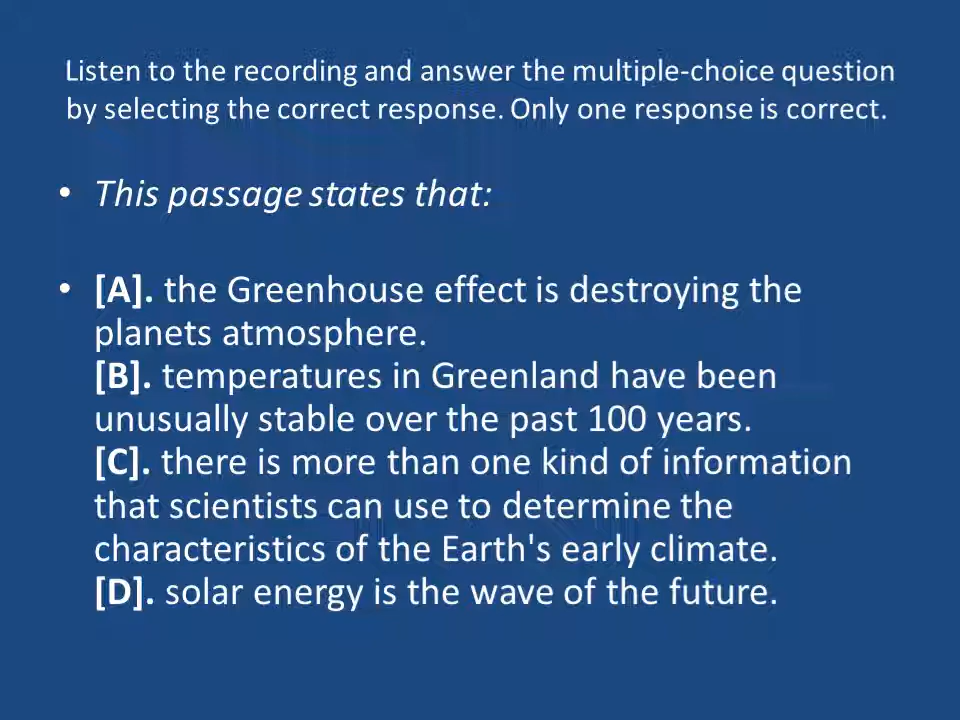 Listen to the recording and answer the multiple-choice question
by selecting the correct response. Only one response is correct.
• This passage states that:
• [A]. the Greenhouse effect is destroying the
planets atmosphere.
[B]. temperatures in Greenland have been
unusually stable over the past 100 years.
[C]. there is more than one kind of information
that scientists can use to determine the
characteristics of the Earth's early climate.
[D]. solar energy is the wave of the future.